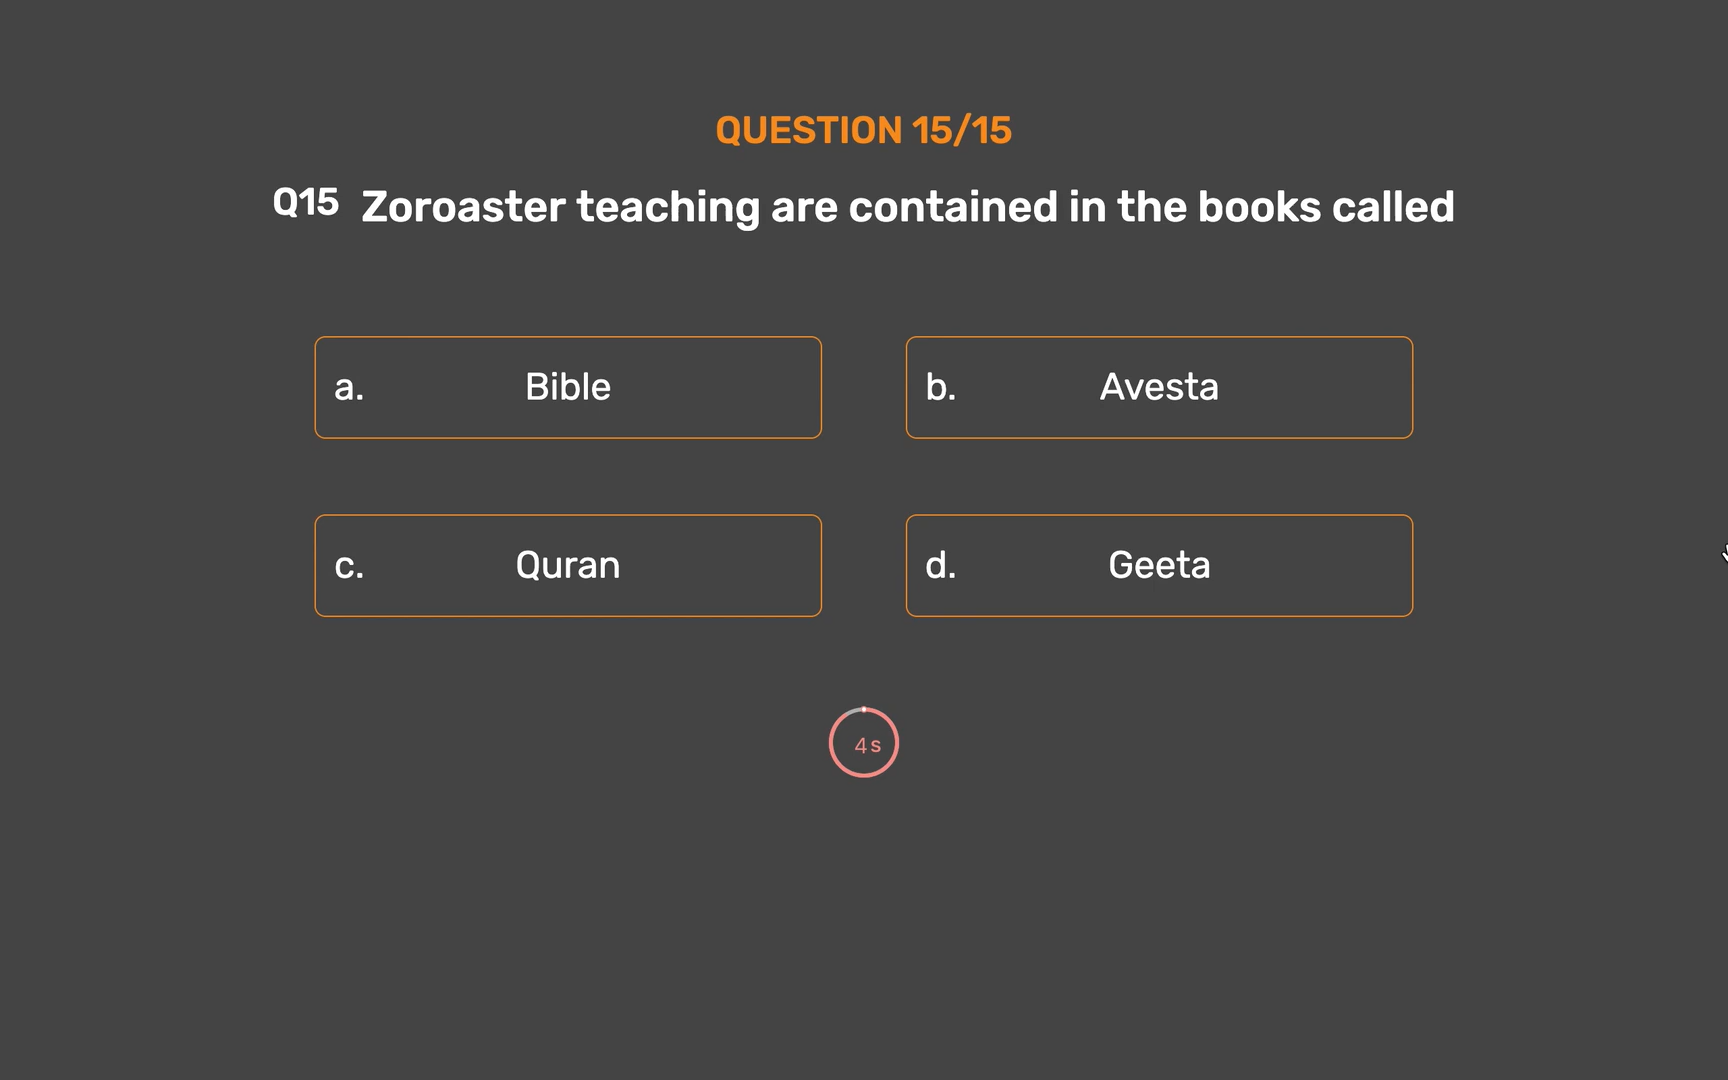 QUESTION 15/15
Q15 Zoroaster teaching are contained in the books called
a. Bible
b. Avesta
c. Quran
d. Geeta
4s